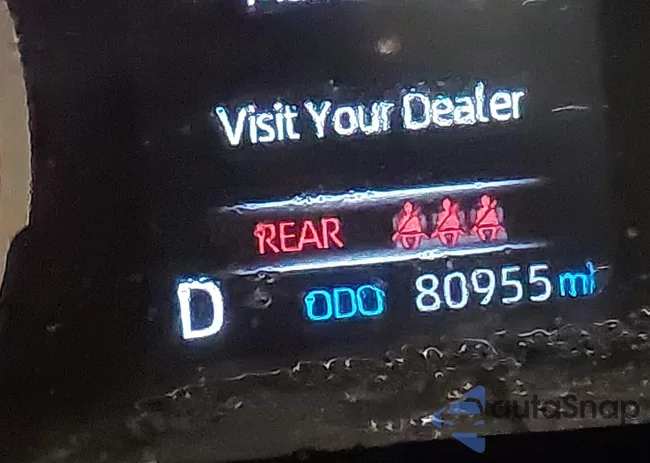 Visit Your Dealer
REAR
D ODO 80955 mi
autoSnap